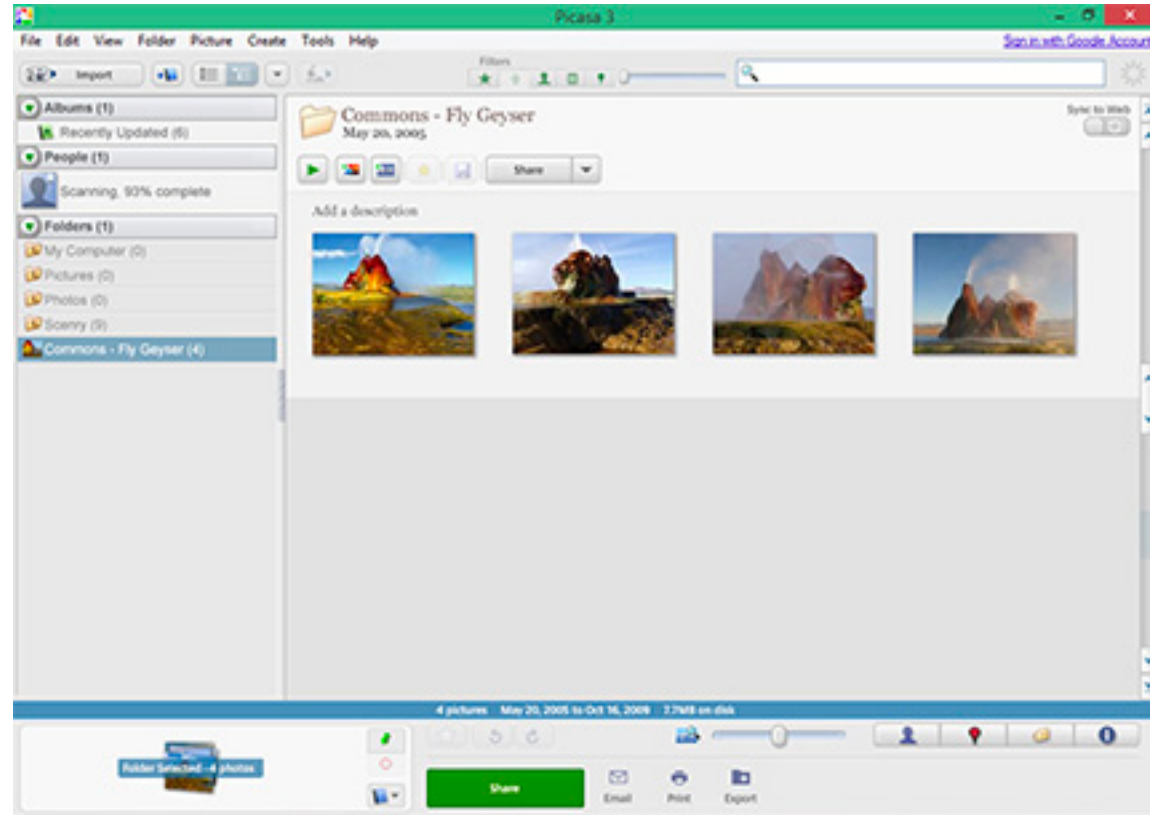 Picasa 3
File Edit View Folder Picture Create Tools Help
Sign in with Google Account
Import
Filters
Albums (1)
Recently Updated (6)
People (1)
Scanning, 93% complete
Folders (1)
My Computer (0)
Pictures (0)
Photos (0)
Scenry (9)
Commons - Fly Geyser (4)
Commons - Fly Geyser
May 20, 2005
Sync to Web
Share
Add a description
4 pictures May 20, 2005 to Oct 16, 2009 7.7MB on disk
Folder Selected - 4 photos
Share
Email
Print
Export